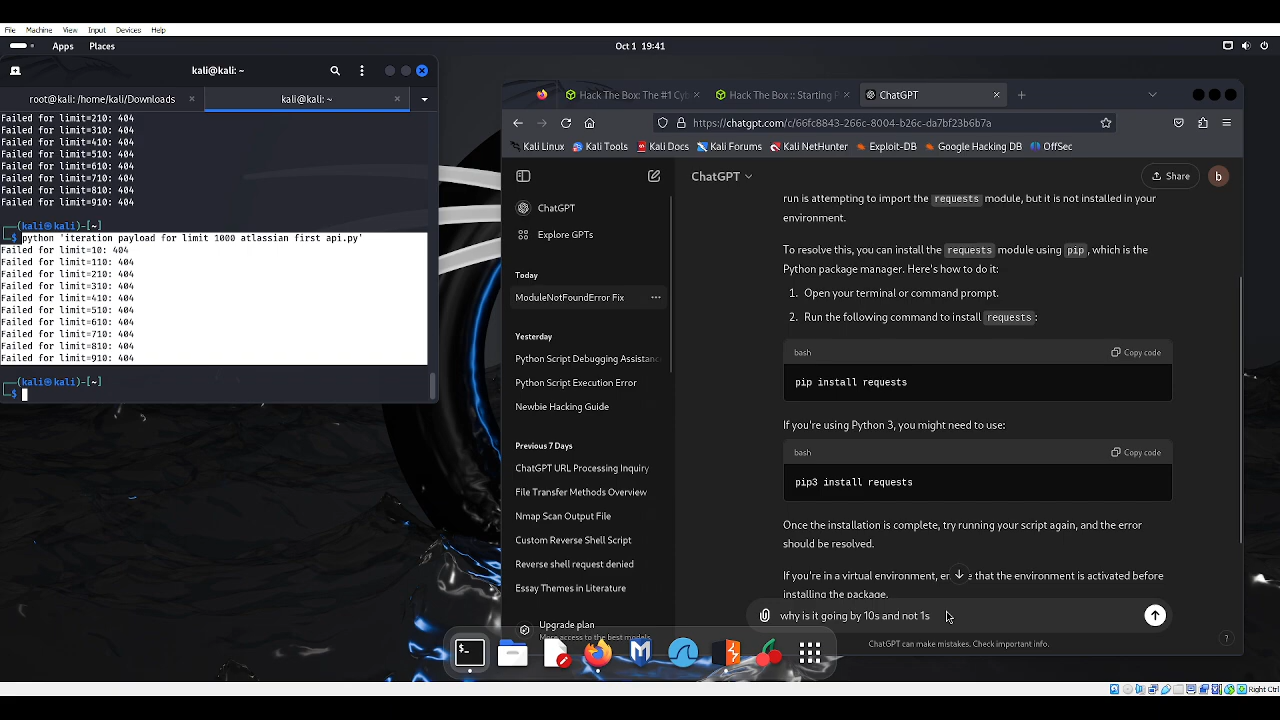 File Machine View Input Devices Help
Apps Places Oct 1 19:41
kali@kali: ~
root@kali: /home/kali/Downloads × kali@kali: ~ ×
Failed for limit=210: 404
Failed for limit=310: 404
Failed for limit=410: 404
Failed for limit=510: 404
Failed for limit=610: 404
Failed for limit=710: 404
Failed for limit=810: 404
Failed for limit=910: 404
(kali㉿kali)-[~]
$ python 'iteration payload for limit 1000 atlassian first api.py'
Failed for limit=10: 404
Failed for limit=110: 404
Failed for limit=210: 404
Failed for limit=310: 404
Failed for limit=410: 404
Failed for limit=510: 404
Failed for limit=610: 404
Failed for limit=710: 404
Failed for limit=810: 404
Failed for limit=910: 404
(kali㉿kali)-[~]
$
Hack The Box: The #1 Cyb × Hack The Box :: Starting P × ChatGPT ×
https://chatgpt.com/c/66fc8843-266c-8004-b26c-da7bf23b6b7a
Kali Linux Kali Tools Kali Docs Kali Forums Kali NetHunter Exploit-DB Google Hacking DB OffSec
ChatGPT
Explore GPTs
Today
ModuleNotFoundError Fix
Yesterday
Python Script Debugging Assistanc
Python Script Execution Error
Newbie Hacking Guide
Previous 7 Days
ChatGPT URL Processing Inquiry
File Transfer Methods Overview
Nmap Scan Output File
Custom Reverse Shell Script
Reverse shell request denied
Essay Themes in Literature
Upgrade plan
More access to the best models
ChatGPT Share b
run is attempting to import the requests module, but it is not installed in your
environment.
To resolve this, you can install the requests module using pip, which is the
Python package manager. Here's how to do it:
1. Open your terminal or command prompt.
2. Run the following command to install requests:
bash Copy code
pip install requests
If you're using Python 3, you might need to use:
bash Copy code
pip3 install requests
Once the installation is complete, try running your script again, and the error
should be resolved.
If you're in a virtual environment, that the environment is activated before
installing the package.
why is it going by 10s and not 1s
ChatGPT can make mistakes. Check important info.
?
Right Ctrl